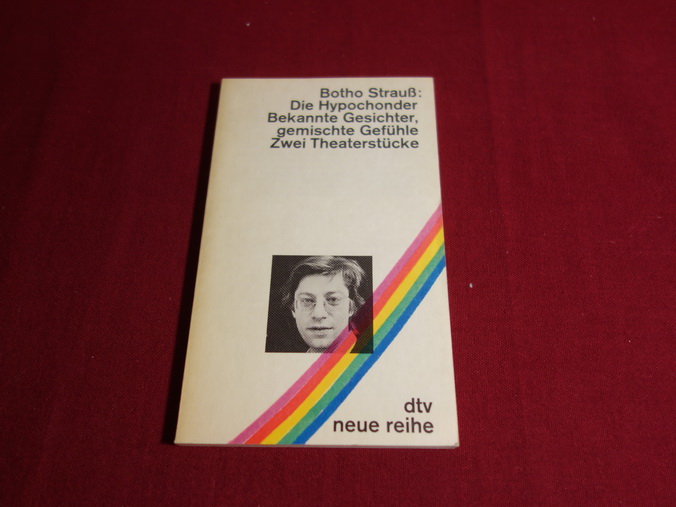 Botho Strauß:
Die Hypochonder
Bekannte Gesichter,
gemischte Gefühle
Zwei Theaterstücke
dtv
neue reihe